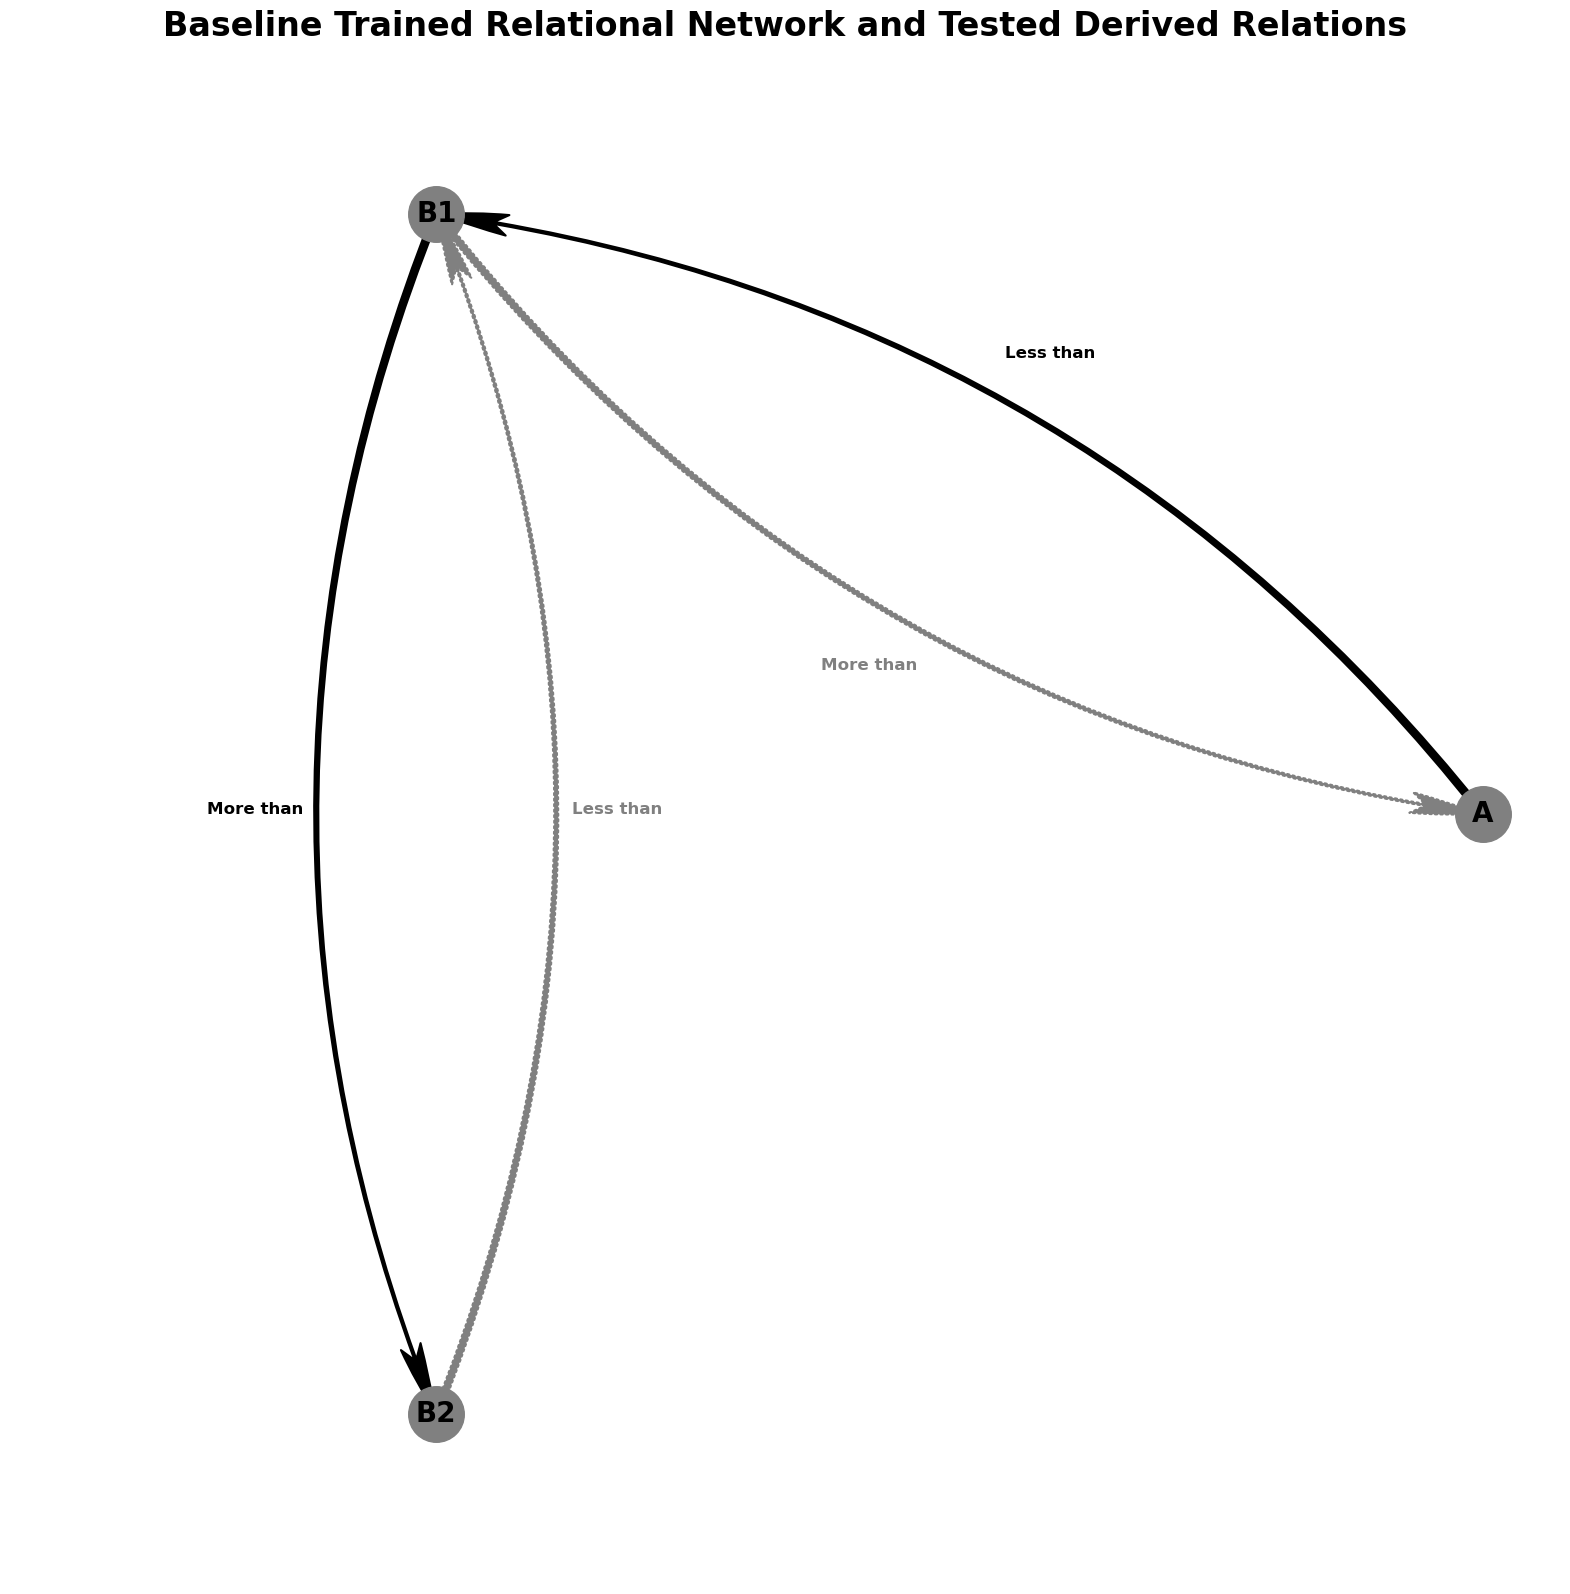 Baseline Trained Relational Network and Tested Derived Relations
B1
Less than
More than
More than
Less than
A
B2